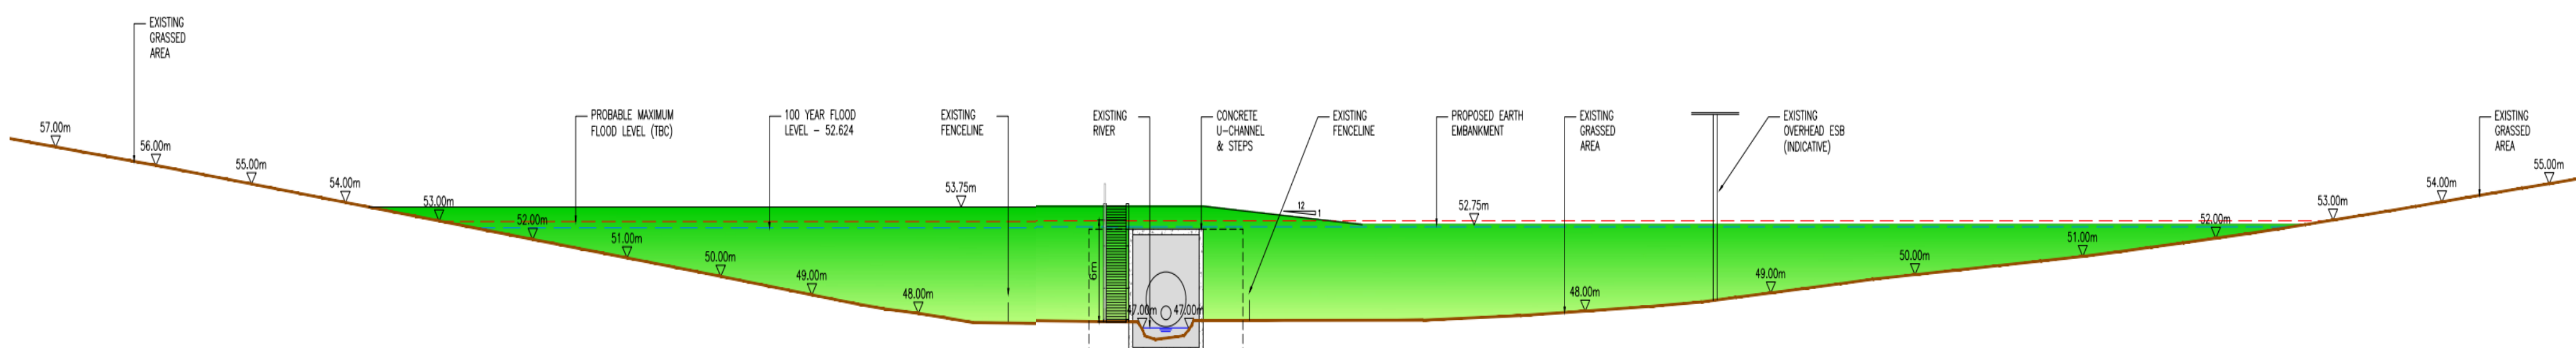 EXISTING
GRASSED
AREA
57.00m
56.00m
55.00m
54.00m
53.00m
52.00m
51.00m
50.00m
49.00m
48.00m
PROBABLE MAXIMUM
FLOOD LEVEL (TBC)
100 YEAR FLOOD
LEVEL - 52.624
EXISTING
FENCELINE
53.75m
EXISTING
RIVER
6m
47.00m
47.00m
CONCRETE
U-CHANNEL
& STEPS
12
1
EXISTING
FENCELINE
PROPOSED EARTH
EMBANKMENT
52.75m
EXISTING
GRASSED
AREA
48.00m
EXISTING
OVERHEAD ESB
(INDICATIVE)
49.00m
50.00m
51.00m
52.00m
53.00m
54.00m
EXISTING
GRASSED
AREA
55.00m